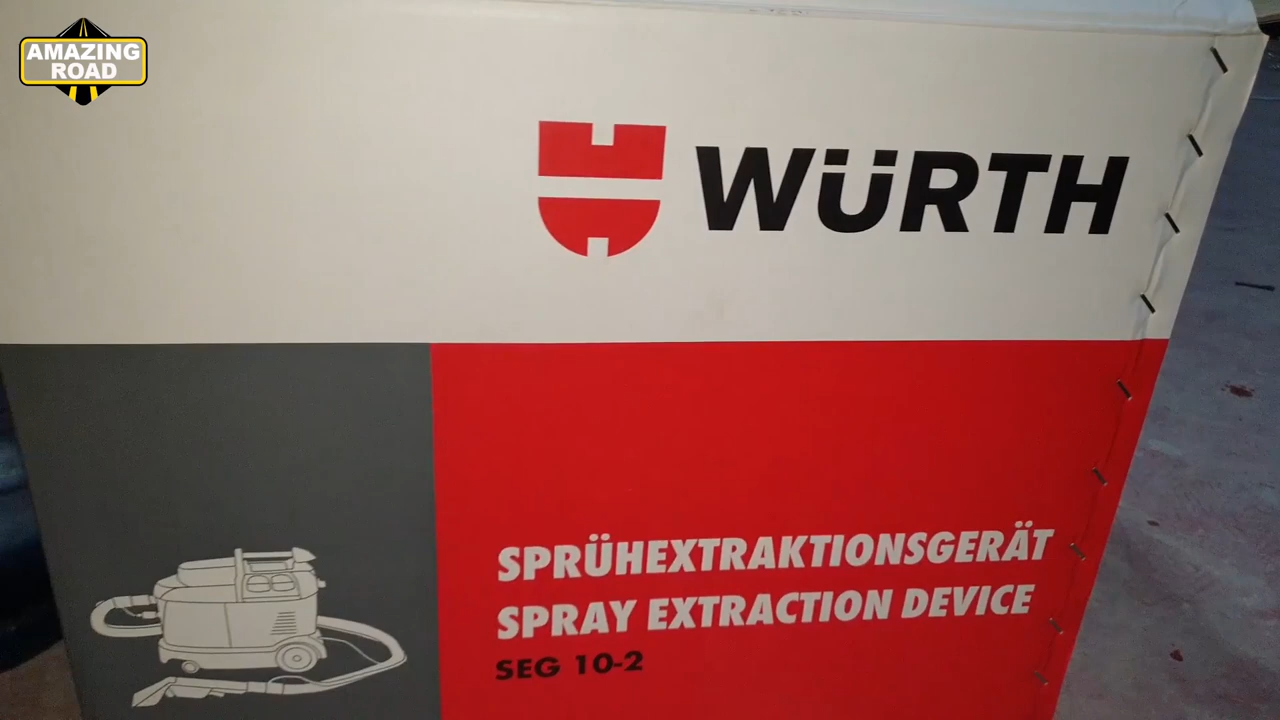 AMAZING
ROAD
WÜRTH
SPRÜHEXTRAKTIONSGERÄT
SPRAY EXTRACTION DEVICE
SEG 10-2